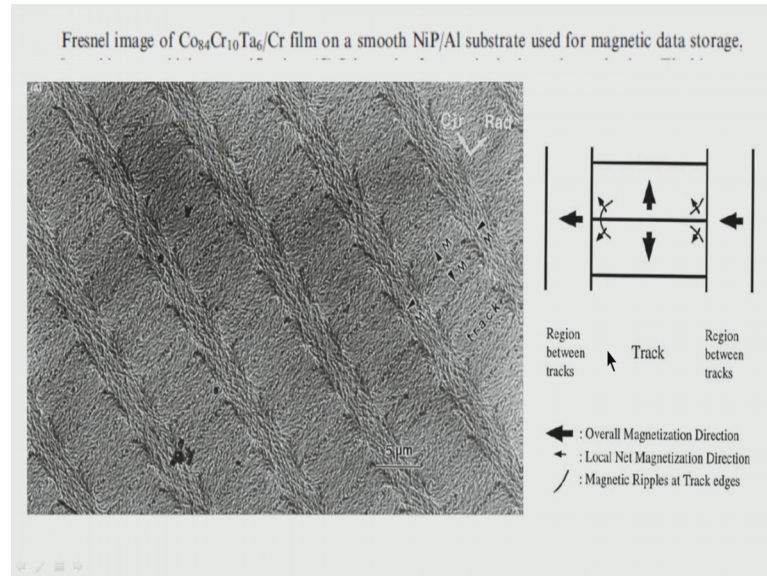 Fresnel image of Co84Cr10Ta6/Cr film on a smooth NiP/Al substrate used for magnetic data storage.
(A)
Cir Rad
M
M
M
M
track
5 µm
Region between tracks
Track
Region between tracks
: Overall Magnetization Direction
: Local Net Magnetization Direction
: Magnetic Ripples at Track edges